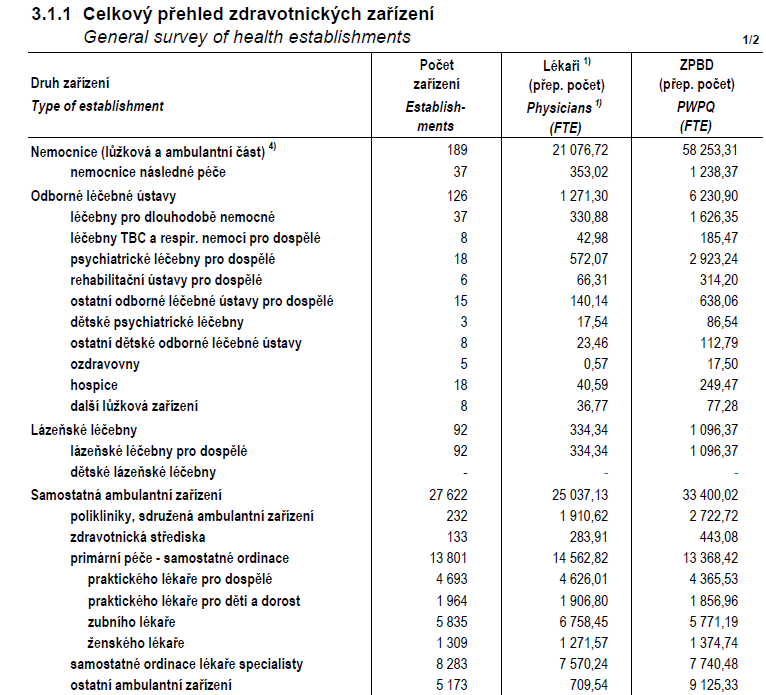 3.1.1 Celkový přehled zdravotnických zařízení
General survey of health establishments 1/2
Počet Lékaři 1) ZPBD
Druh zařízení zařízení (přep. počet) (přep. počet)
Type of establishment Establish- Physicians 1) PWPQ
ments (FTE) (FTE)
Nemocnice (lůžková a ambulantní část) 4) 189 21 076,72 58 253,31
nemocnice následné péče 37 353,02 1 238,37
Odborné léčebné ústavy 126 1 271,30 6 230,90
léčebny pro dlouhodobě nemocné 37 330,88 1 626,35
léčebny TBC a respir. nemocí pro dospělé 8 42,98 185,47
psychiatrické léčebny pro dospělé 18 572,07 2 923,24
rehabilitační ústavy pro dospělé 6 66,31 314,20
ostatní odborné léčebné ústavy pro dospělé 15 140,14 638,06
dětské psychiatrické léčebny 3 17,54 86,54
ostatní dětské odborné léčebné ústavy 8 23,46 112,79
ozdravovny 5 0,57 17,50
hospice 18 40,59 249,47
další lůžková zařízení 8 36,77 77,28
Lázeňské léčebny 92 334,34 1 096,37
lázeňské léčebny pro dospělé 92 334,34 1 096,37
dětské lázeňské léčebny - - -
Samostatná ambulantní zařízení 27 622 25 037,13 33 400,02
polikliniky, sdružená ambulantní zařízení 232 1 910,62 2 722,72
zdravotnická střediska 133 283,91 443,08
primární péče - samostatné ordinace 13 801 14 562,82 13 368,42
praktického lékaře pro dospělé 4 693 4 626,01 4 365,53
praktického lékaře pro děti a dorost 1 964 1 906,80 1 856,96
zubního lékaře 5 835 6 758,45 5 771,19
ženského lékaře 1 309 1 271,57 1 374,74
samostatné ordinace lékaře specialisty 8 283 7 570,24 7 740,48
ostatní ambulantní zařízení 5 173 709,54 9 125,33